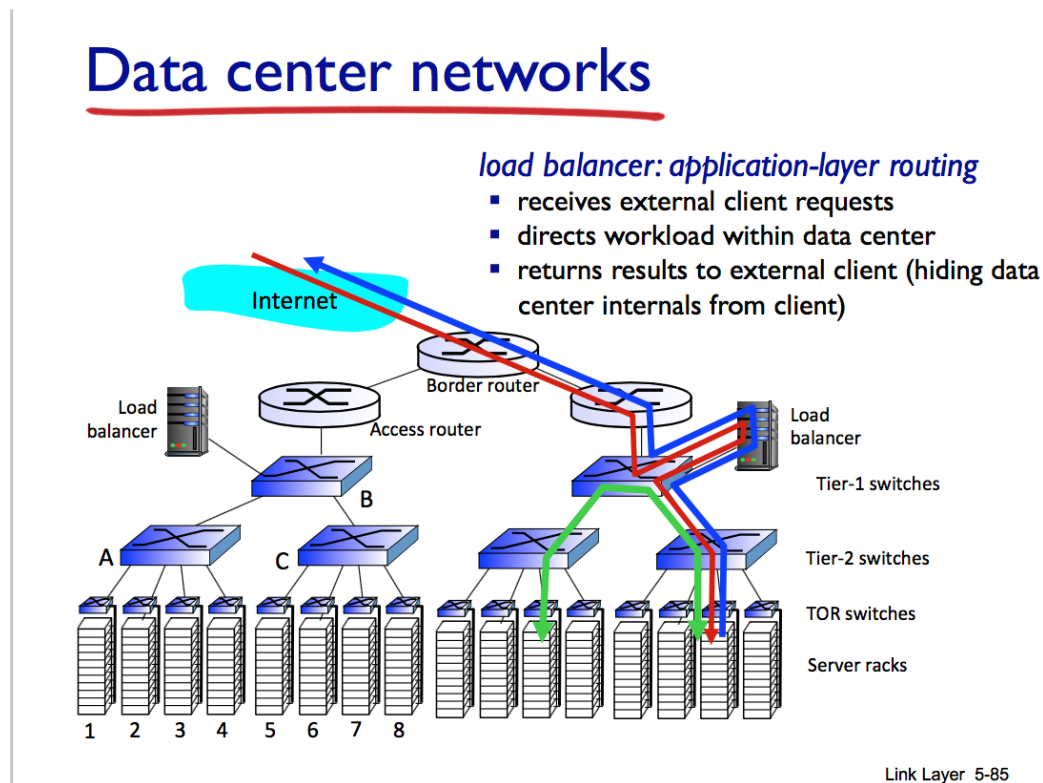 Data center networks
load balancer: application-layer routing
▪ receives external client requests
▪ directs workload within data center
▪ returns results to external client (hiding data
center internals from client)
Internet
Border router
Load
balancer
Access router
Load
balancer
B
Tier-1 switches
A
C
Tier-2 switches
TOR switches
Server racks
1 2 3 4 5 6 7 8
Link Layer 5-85